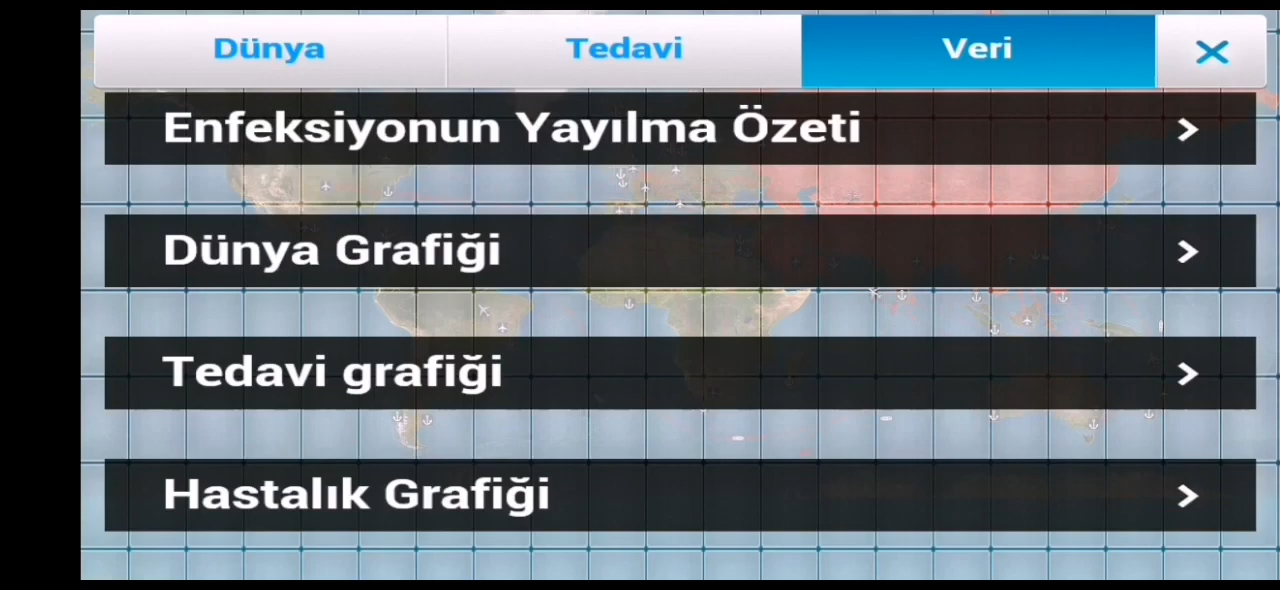 Dünya Tedavi Veri
Enfeksiyonun Yayılma Özeti
Dünya Grafiği
Tedavi grafiği
Hastalık Grafiği